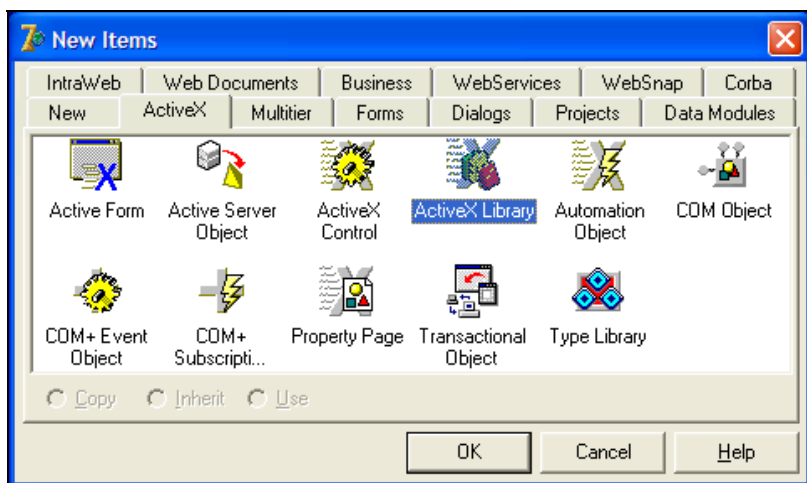 New Items
IntraWeb Web Documents Business WebServices WebSnap Corba
New ActiveX Multitier Forms Dialogs Projects Data Modules
Active Form Active Server Object ActiveX Control ActiveX Library Automation Object COM Object
COM+ Event Object COM+ Subscripti... Property Page Transactional Object Type Library
Copy Inherit Use
OK Cancel Help